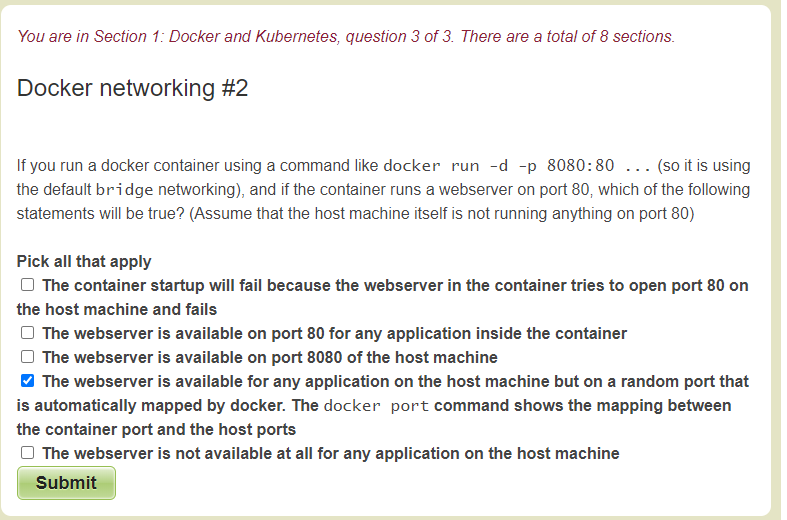 You are in Section 1: Docker and Kubernetes, question 3 of 3. There are a total of 8 sections.
Docker networking #2
If you run a docker container using a command like docker run -d -p 8080:80 ... (so it is using
the default bridge networking), and if the container runs a webserver on port 80, which of the following
statements will be true? (Assume that the host machine itself is not running anything on port 80)
Pick all that apply
The container startup will fail because the webserver in the container tries to open port 80 on
the host machine and fails
The webserver is available on port 80 for any application inside the container
The webserver is available on port 8080 of the host machine
The webserver is available for any application on the host machine but on a random port that
is automatically mapped by docker. The docker port command shows the mapping between
the container port and the host ports
The webserver is not available at all for any application on the host machine
Submit